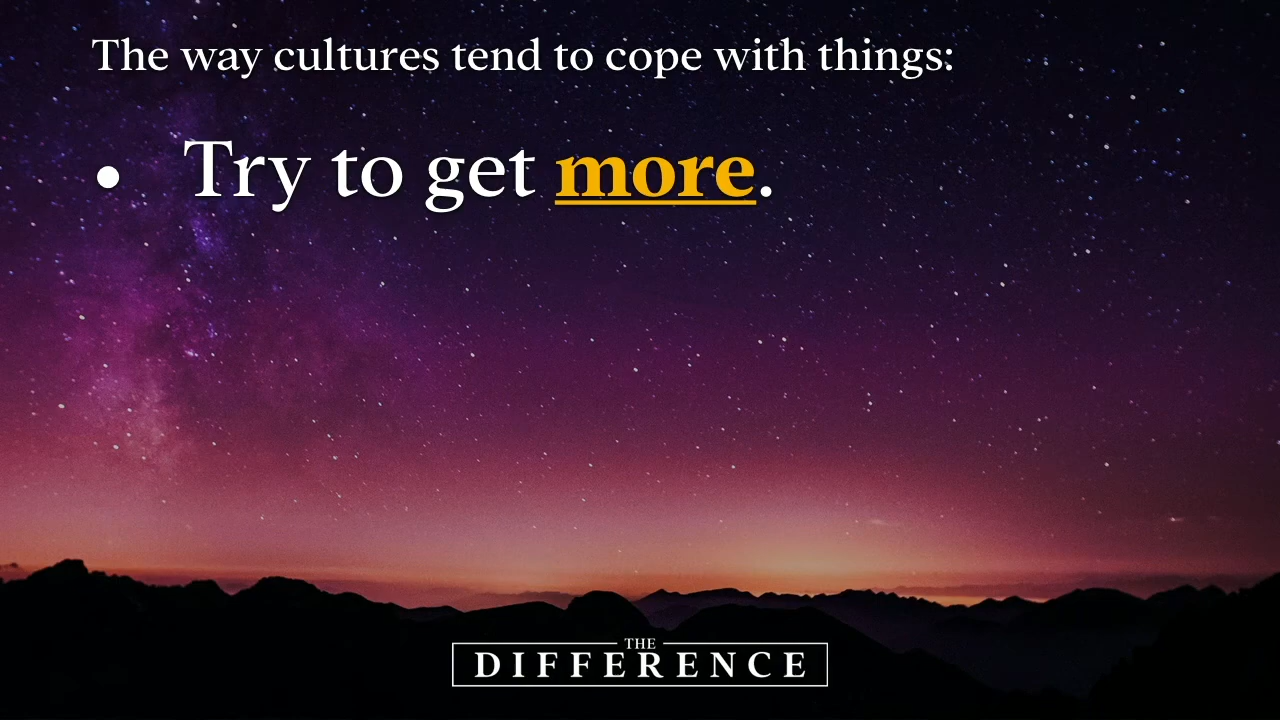 The way cultures tend to cope with things:
• Try to get more.
THE
DIFFERENCE